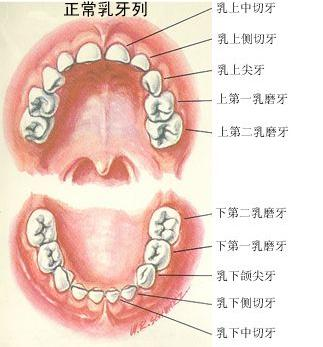 正常乳牙列
乳上中切牙
乳上侧切牙
乳上尖牙
上第一乳磨牙
上第二乳磨牙
下第二乳磨牙
下第一乳磨牙
乳下颌尖牙
乳下侧切牙
乳下中切牙